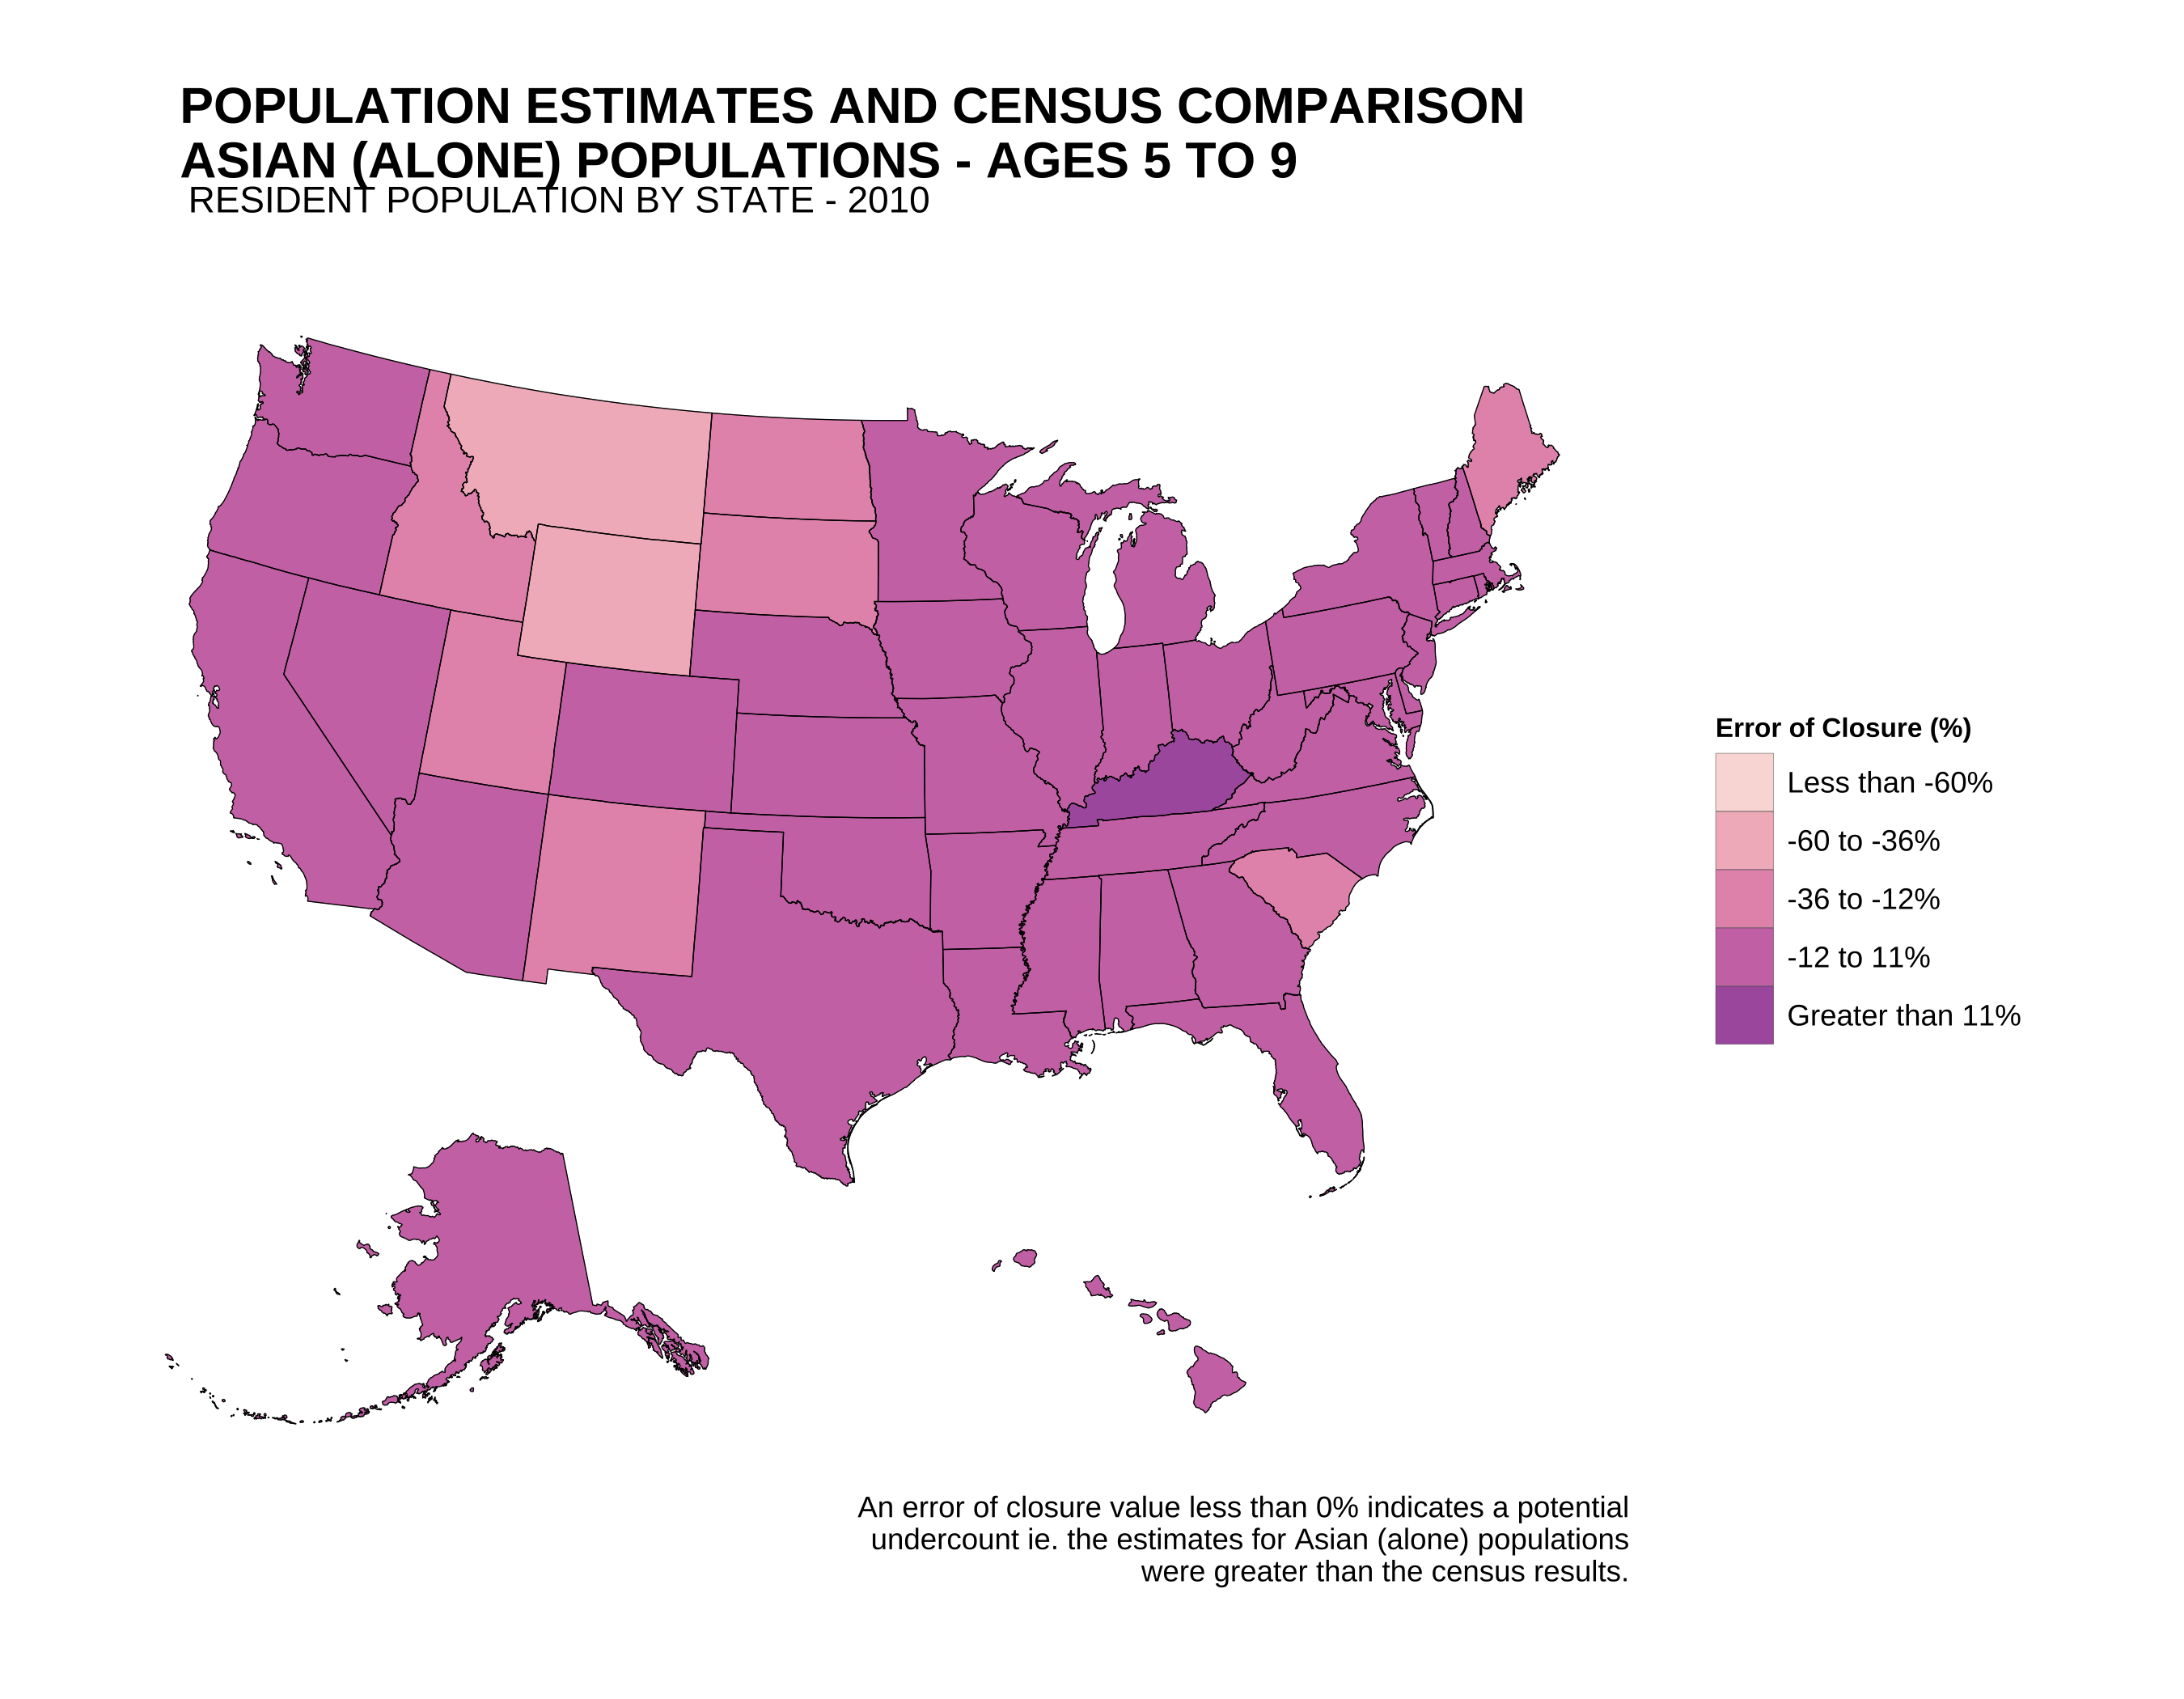 POPULATION ESTIMATES AND CENSUS COMPARISON
ASIAN (ALONE) POPULATIONS - AGES 5 TO 9
RESIDENT POPULATION BY STATE - 2010
Error of Closure (%)
Less than -60%
-60 to -36%
-36 to -12%
-12 to 11%
Greater than 11%
An error of closure value less than 0% indicates a potential
undercount ie. the estimates for Asian (alone) populations
were greater than the census results.